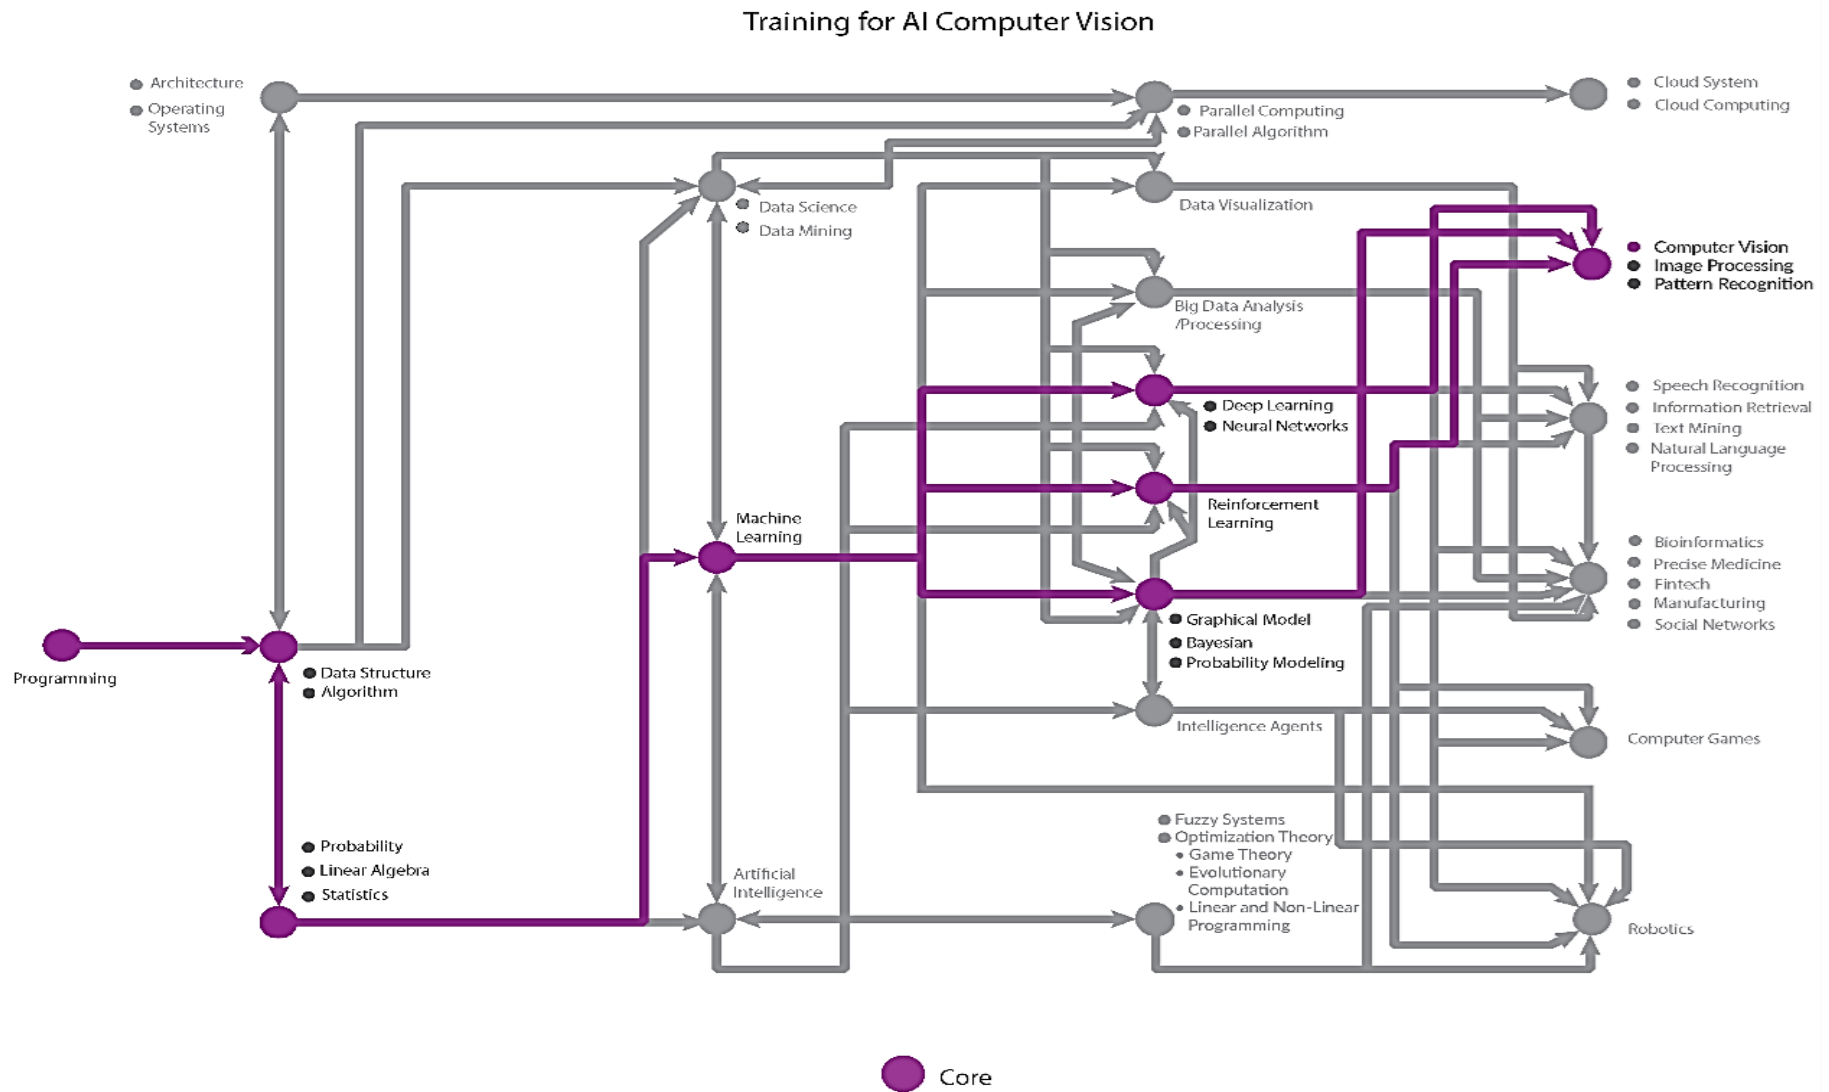 Training for AI Computer Vision
Architecture
Operating
Systems
Parallel Computing
Parallel Algorithm
Cloud System
Cloud Computing
Data Science
Data Mining
Data Visualization
Computer Vision
Image Processing
Pattern Recognition
Big Data Analysis
/Processing
Deep Learning
Neural Networks
Speech Recognition
Information Retrieval
Text Mining
Natural Language
Processing
Machine
Learning
Reinforcement
Learning
Bioinformatics
Precise Medicine
Fintech
Manufacturing
Social Networks
Programming
Data Structure
Algorithm
Graphical Model
Bayesian
Probability Modeling
Intelligence Agents
Computer Games
Probability
Linear Algebra
Statistics
Artificial
Intelligence
Fuzzy Systems
Optimization Theory
Game Theory
Evolutionary
Computation
Linear and Non-Linear
Programming
Robotics
Core